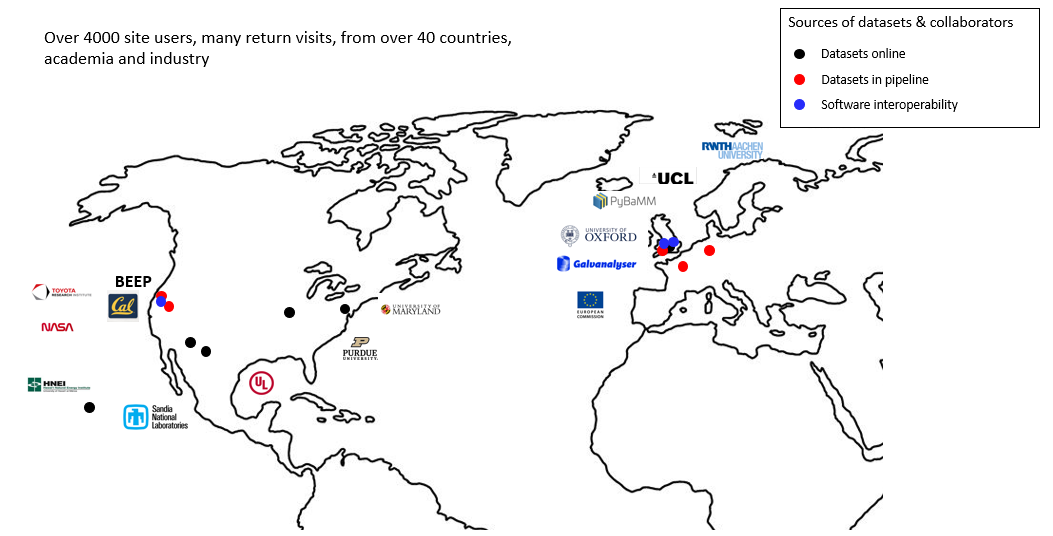 Over 4000 site users, many return visits, from over 40 countries,
academia and industry
Sources of datasets & collaborators
Datasets online
Datasets in pipeline
Software interoperability
RWTHAACHEN
UNIVERSITY
UCL
PyBaMM
UNIVERSITY OF
OXFORD
Galvanalyser
EUROPEAN
COMMISSION
BEEP
TOYOTA
RESEARCH INSTITUTE
Cal
NASA
UNIVERSITY OF
MARYLAND
P
PURDUE
UNIVERSITY.
UL
HNEI
Sandia
National
Laboratories